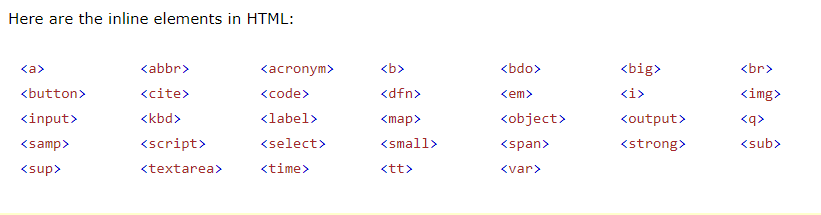 Here are the inline elements in HTML:
<a> <abbr> <acronym> <b> <bdo> <big> <br>
<button> <cite> <code> <dfn> <em> <i> <img>
<input> <kbd> <label> <map> <object> <output> <q>
<samp> <script> <select> <small> <span> <strong> <sub>
<sup> <textarea> <time> <tt> <var>